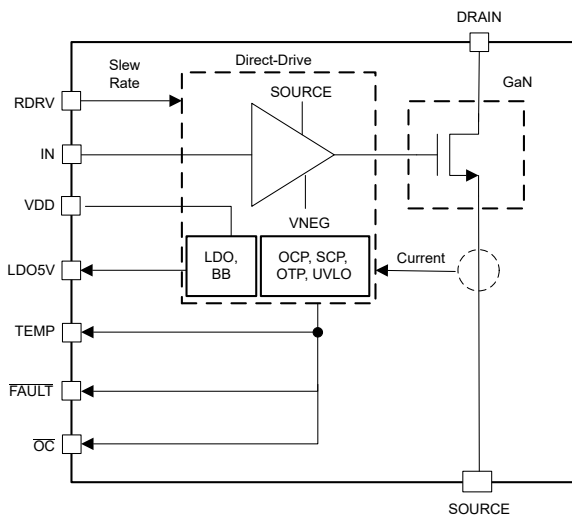 DRAIN
Slew
Rate
Direct-Drive
GaN
RDRV
SOURCE
IN
VDD
VNEG
LDO5V
LDO,
BB
OCP, SCP,
OTP, UVLO
Current
TEMP
FAULT
OC
SOURCE